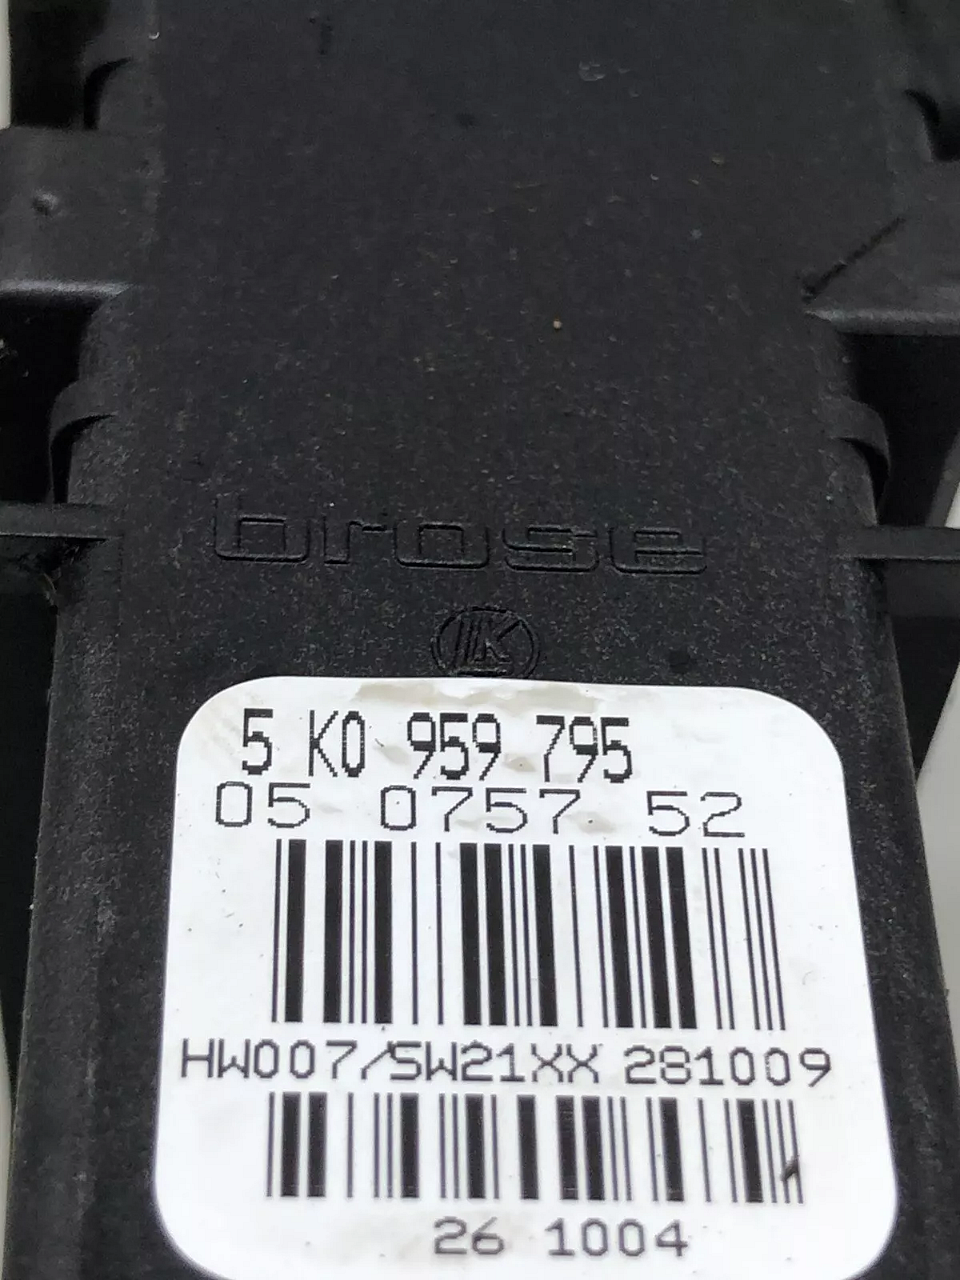 brose
K
5 K0 959 795
05 0757 52
HW007/SW21XX 281009
26 1004